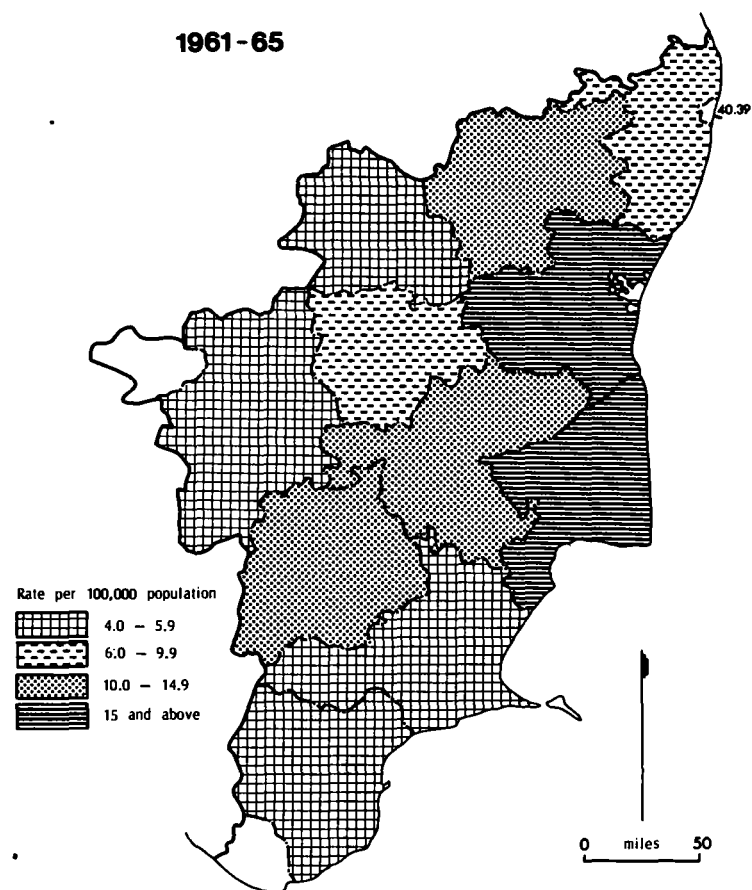 1961-65
40.39
Rate per 100,000 population
4.0 - 5.9
6.0 - 9.9
10.0 - 14.9
15 and above
0 miles 50